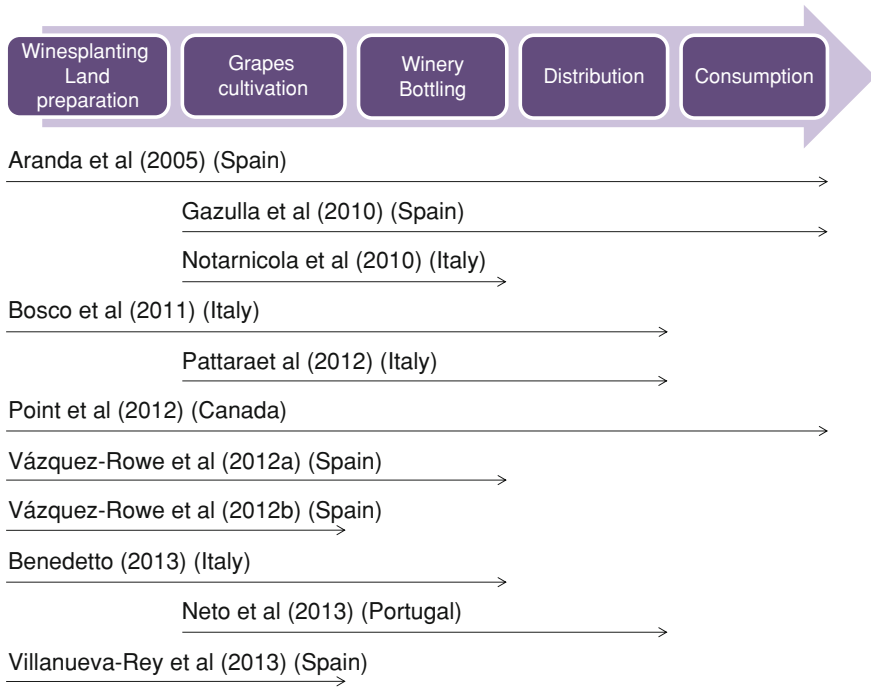 Winesplanting
Land
preparation
Grapes
cultivation
Winery
Bottling
Distribution
Consumption
Aranda et al (2005) (Spain)
Gazulla et al (2010) (Spain)
Notarnicola et al (2010) (Italy)
Bosco et al (2011) (Italy)
Pattaraet al (2012) (Italy)
Point et al (2012) (Canada)
Vázquez-Rowe et al (2012a) (Spain)
Vázquez-Rowe et al (2012b) (Spain)
Benedetto (2013) (Italy)
Neto et al (2013) (Portugal)
Villanueva-Rey et al (2013) (Spain)